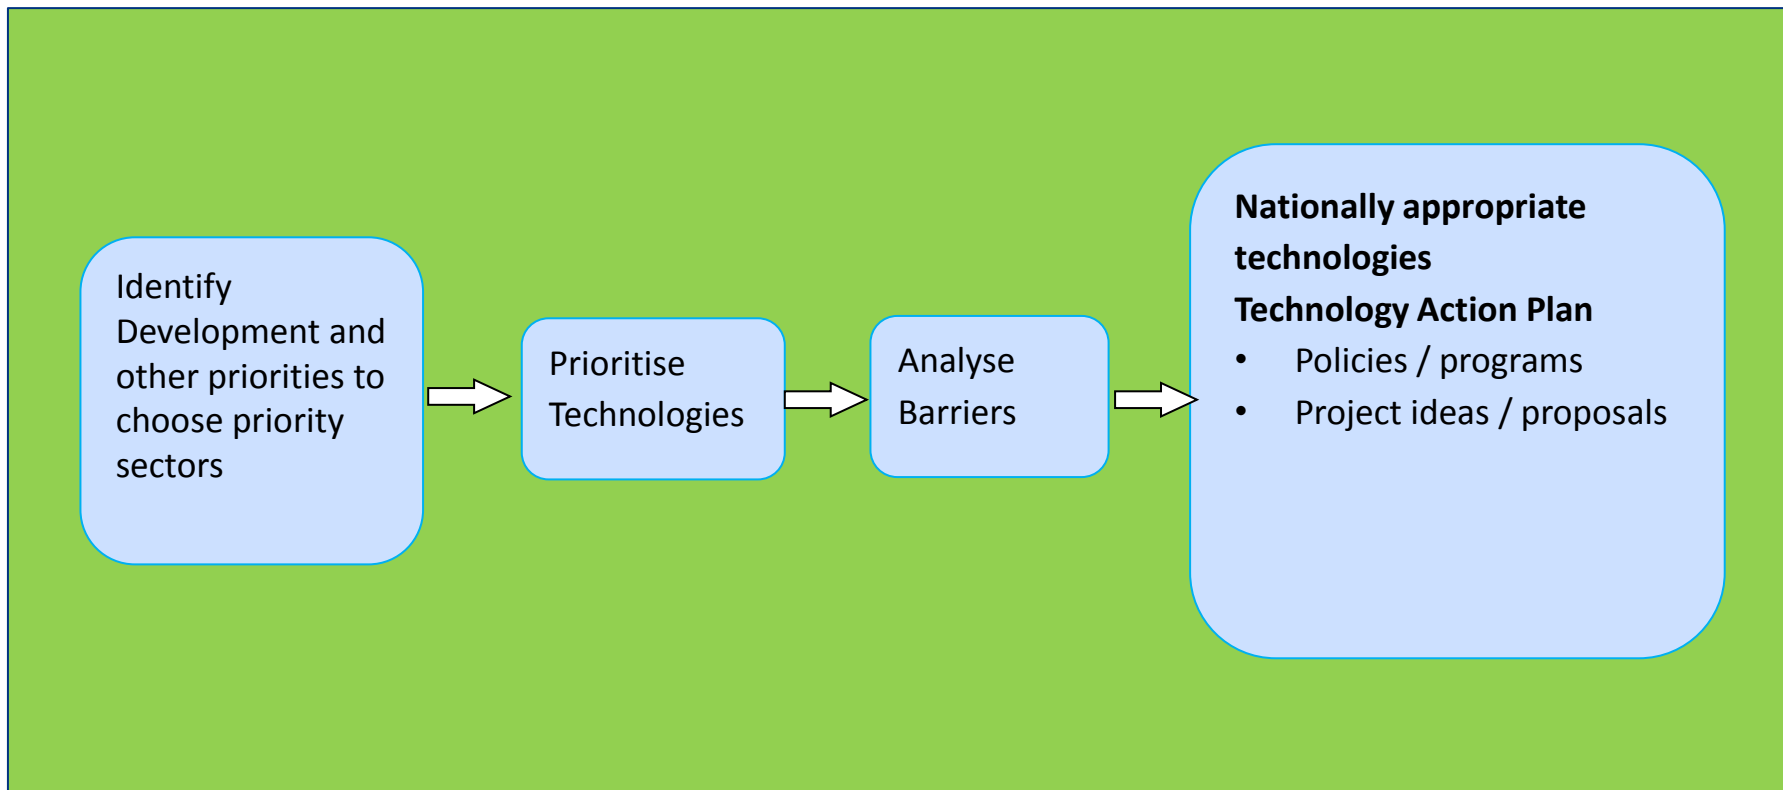 Identify
Development and
other priorities to
choose priority
sectors
Prioritise
Technologies
Analyse
Barriers
Nationally appropriate
technologies
Technology Action Plan
• Policies / programs
• Project ideas / proposals